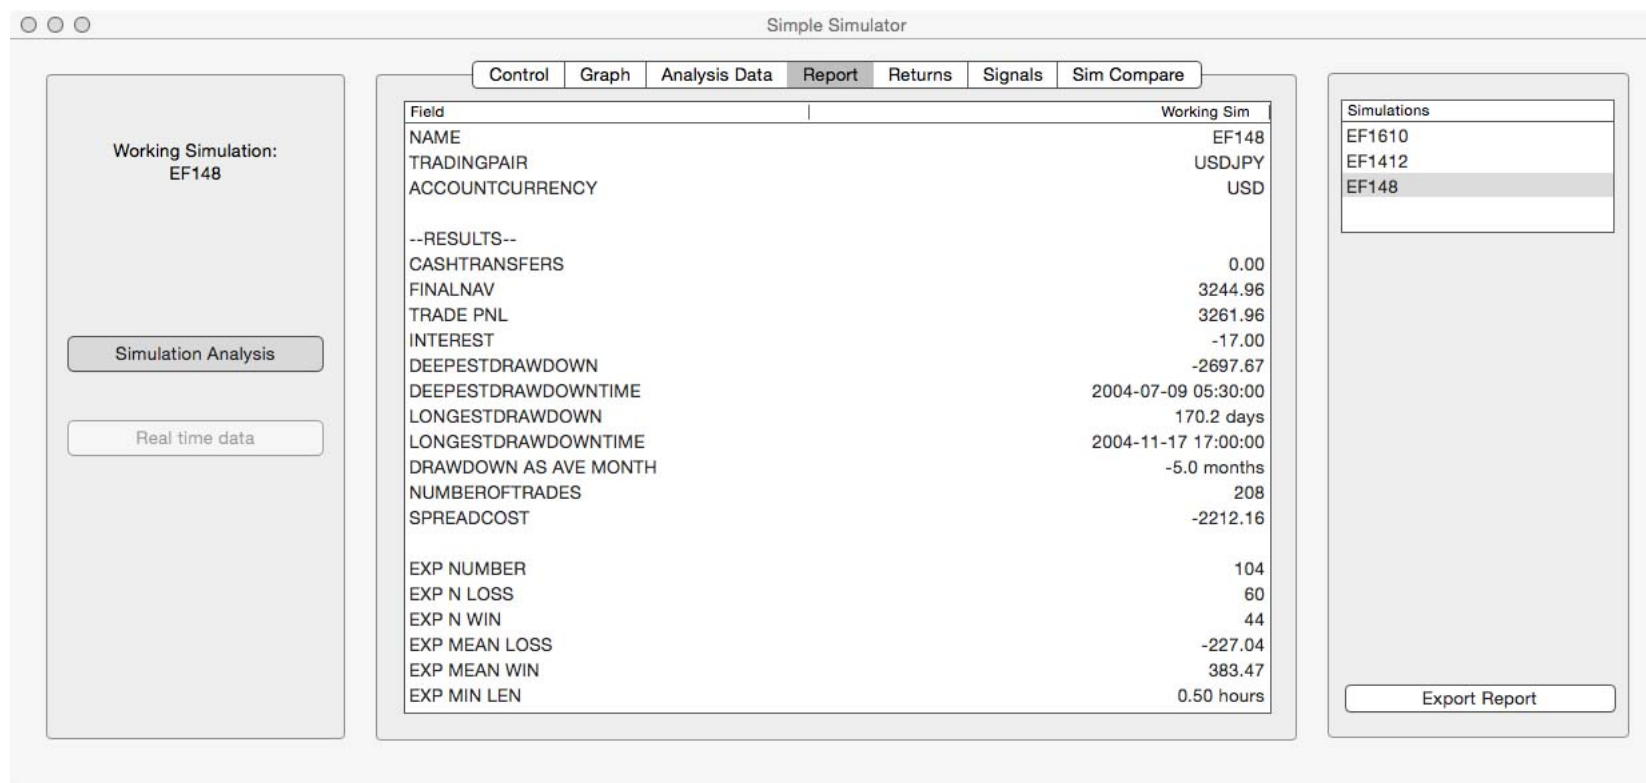 Simple Simulator
Working Simulation:
EF148
Simulation Analysis
Real time data
Control Graph Analysis Data Report Returns Signals Sim Compare
Field Working Sim
NAME EF148
TRADINGPAIR USDJPY
ACCOUNTCURRENCY USD
--RESULTS--
CASHTRANSFERS 0.00
FINALNAV 3244.96
TRADE PNL 3261.96
INTEREST -17.00
DEEPESTDRAWDOWN -2697.67
DEEPESTDRAWDOWNTIME 2004-07-09 05:30:00
LONGESTDRAWDOWN 170.2 days
LONGESTDRAWDOWNTIME 2004-11-17 17:00:00
DRAWDOWN AS AVE MONTH -5.0 months
NUMBEROFTRADES 208
SPREADCOST -2212.16
EXP NUMBER 104
EXP N LOSS 60
EXP N WIN 44
EXP MEAN LOSS -227.04
EXP MEAN WIN 383.47
EXP MIN LEN 0.50 hours
Simulations
EF1610
EF1412
EF148
Export Report